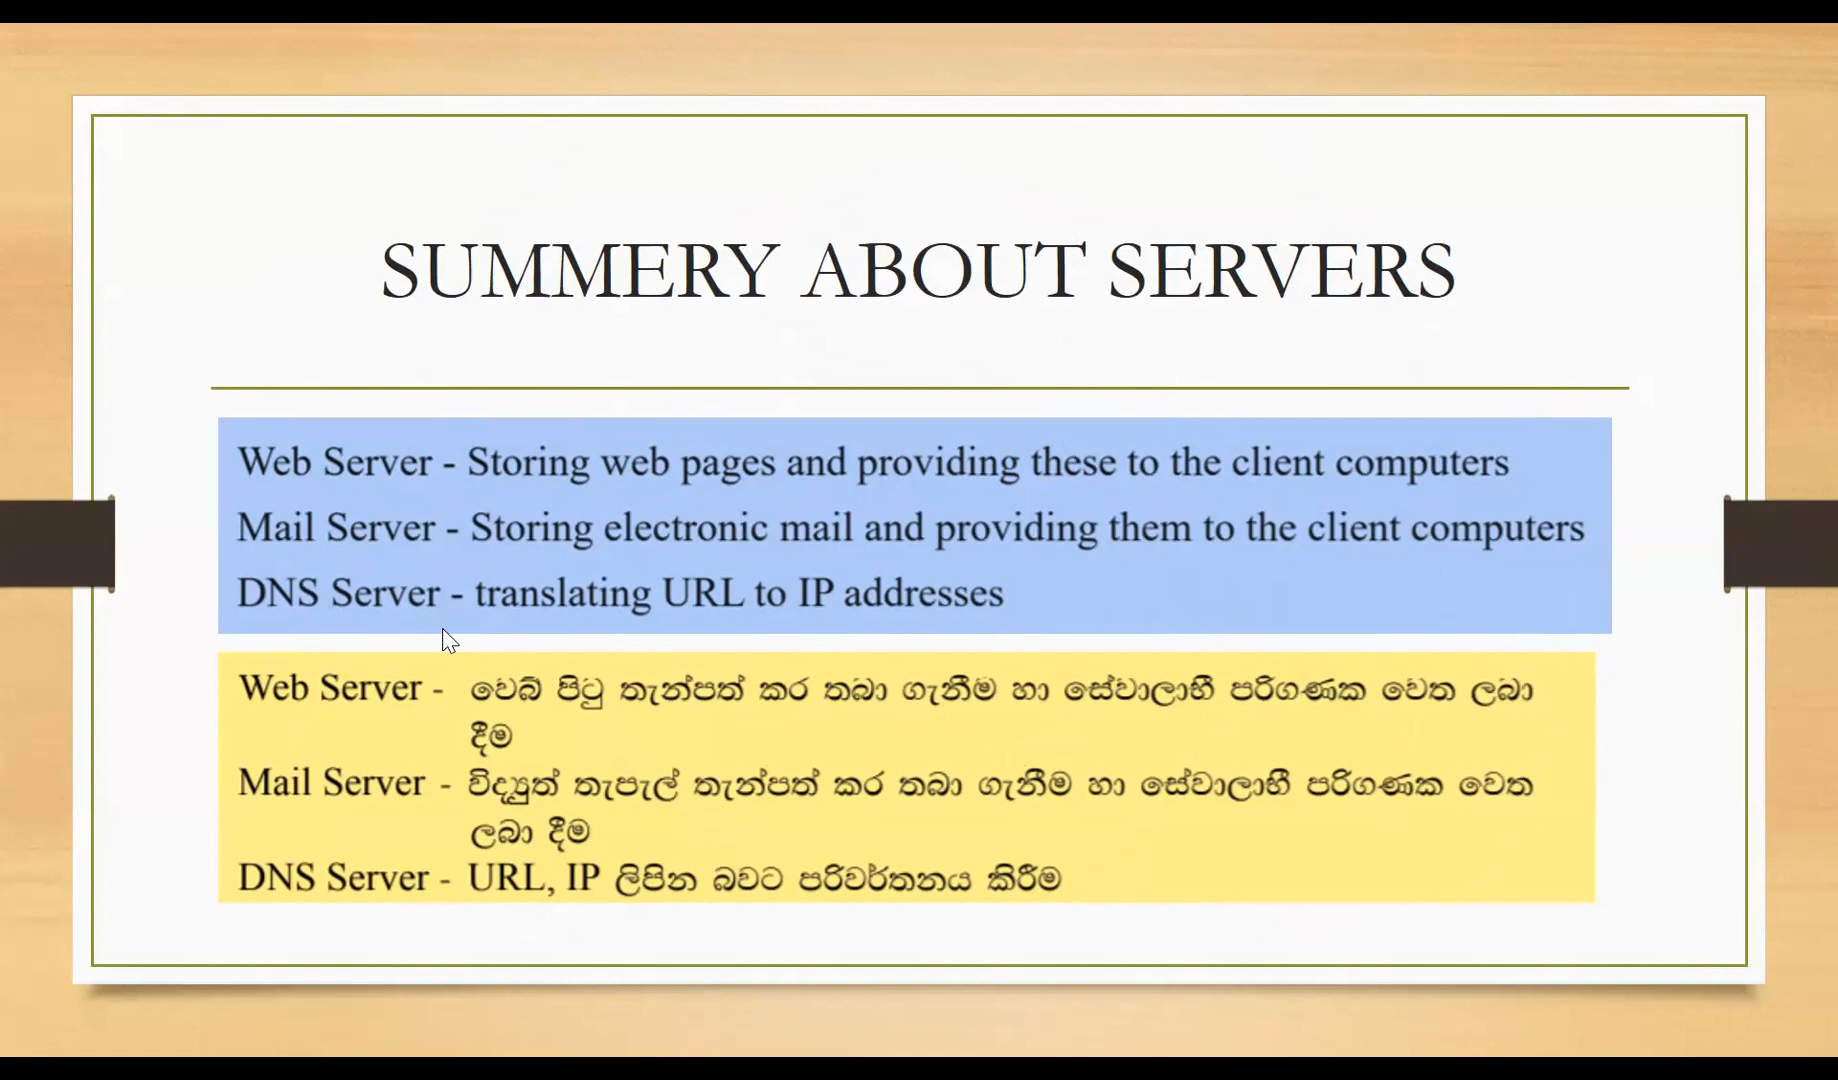 SUMMERY ABOUT SERVERS
Web Server - Storing web pages and providing these to the client computers
Mail Server - Storing electronic mail and providing them to the client computers
DNS Server - translating URL to IP addresses
Web Server - වෙබ් පිටු තැන්පත් කර තබා ගැනීම හා සේවාලාභී පරිගණක වෙත ලබා
දීම
Mail Server - විද්‍යුත් තැපැල් තැන්පත් කර තබා ගැනීම හා සේවාලාභී පරිගණක වෙත
ලබා දීම
DNS Server - URL, IP ලිපින බවට පරිවර්තනය කිරීම